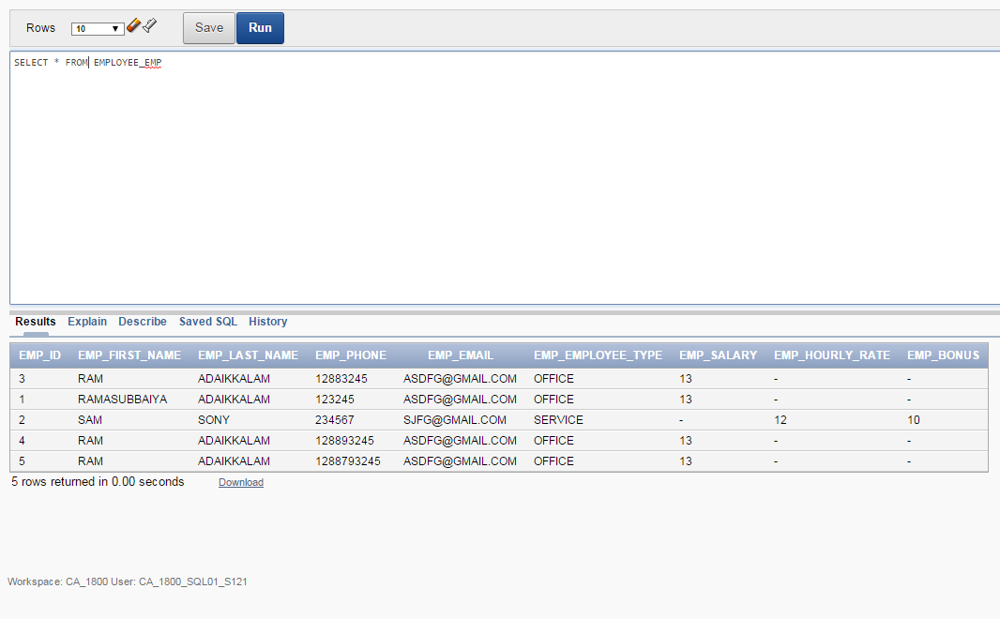 Rows 10 Save Run
SELECT * FROM EMPLOYEE_EMP
Results Explain Describe Saved SQL History
EMP_ID EMP_FIRST_NAME EMP_LAST_NAME EMP_PHONE EMP_EMAIL EMP_EMPLOYEE_TYPE EMP_SALARY EMP_HOURLY_RATE EMP_BONUS
3 RAM ADAIKKALAM 12883245 ASDFG@GMAIL.COM OFFICE 13 - -
1 RAMASUBBAIYA ADAIKKALAM 123245 ASDFG@GMAIL.COM OFFICE 13 - -
2 SAM SONY 234567 SJFG@GMAIL.COM SERVICE - 12 10
4 RAM ADAIKKALAM 128893245 ASDFG@GMAIL.COM OFFICE 13 - -
5 RAM ADAIKKALAM 1288793245 ASDFG@GMAIL.COM OFFICE 13 - -
5 rows returned in 0.00 seconds Download
Workspace: CA_1800 User: CA_1800_SQL01_S121